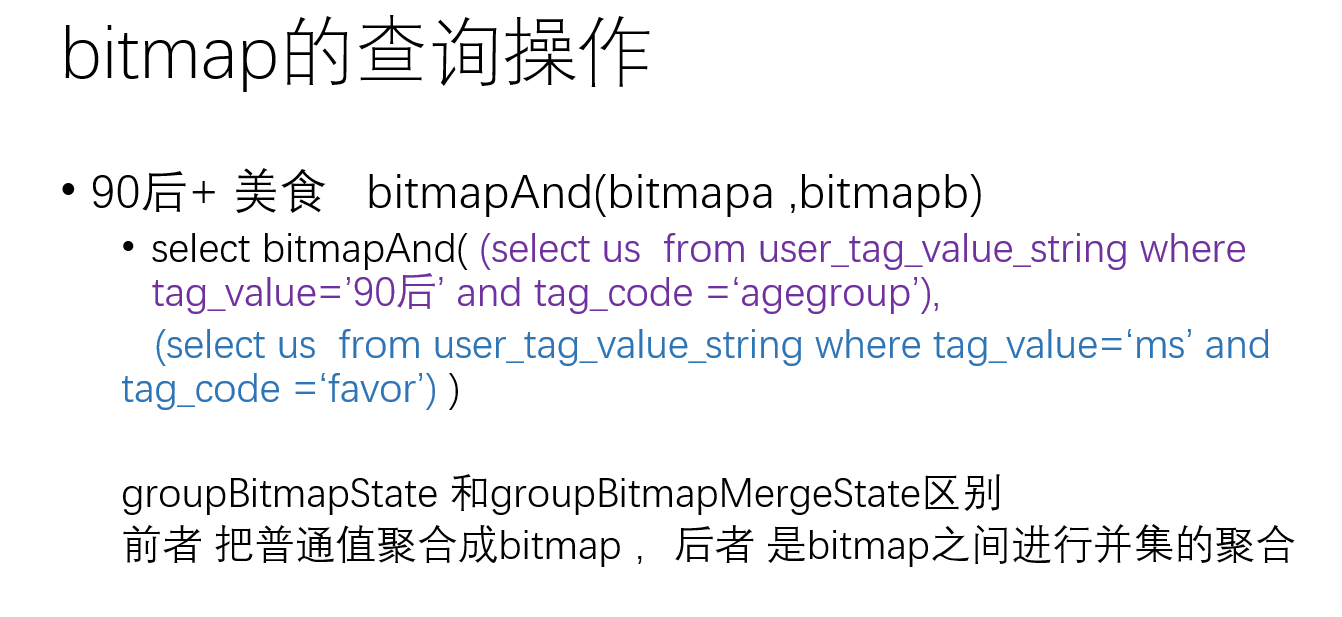 bitmap的查询操作
• 90后+ 美食 bitmapAnd(bitmapa ,bitmapb)
• select bitmapAnd( (select us from user_tag_value_string where
tag_value=’90后’ and tag_code =‘agegroup’),
(select us from user_tag_value_string where tag_value=‘ms’ and
tag_code =‘favor’) )
groupBitmapState 和groupBitmapMergeState区别
前者 把普通值聚合成bitmap ， 后者 是bitmap之间进行并集的聚合